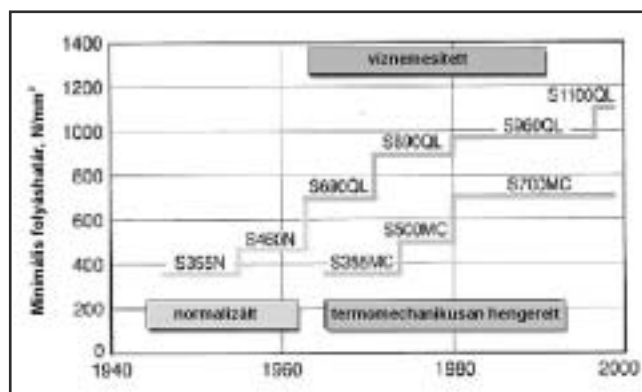 Minimális folyáshatár, N/mm²
1400
1200
1000
800
600
400
200
0
1940
1960
1980
2000
víznemesített
S1100QL
S960QL
S890QL
S690QL
S700MC
S500MC
S460N
S355N
S355MC
normalizált
termomechanikusan hengerelt